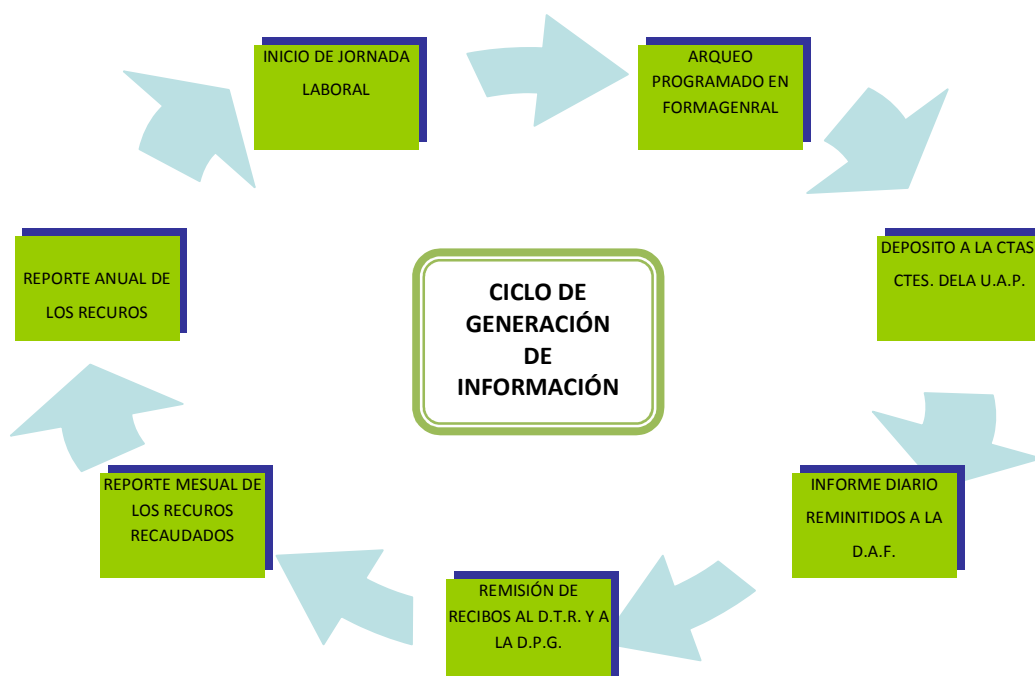 INICIO DE JORNADA
LABORAL
ARQUEO
PROGRAMADO EN
FORMAGENRAL
DEPOSITO A LA CTAS
CTES. DELA U.A.P.
INFORME DIARIO
REMINITIDOS A LA
D.A.F.
REMISIÓN DE
RECIBOS AL D.T.R. Y A
LA D.P.G.
REPORTE MESUAL DE
LOS RECUROS
RECAUDADOS
REPORTE ANUAL DE
LOS RECUROS
CICLO DE
GENERACIÓN
DE
INFORMACIÓN